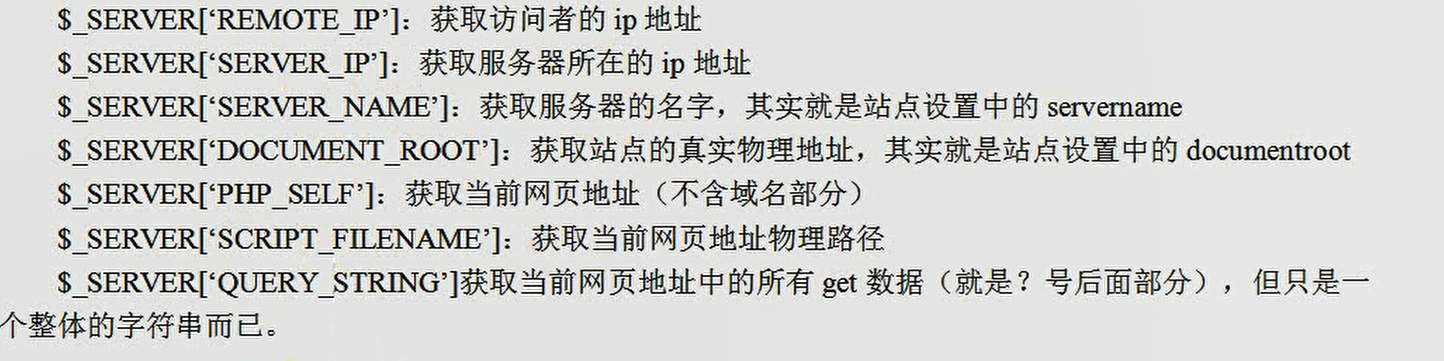 $_SERVER[‘REMOTE_IP’]：获取访问者的 ip 地址
$_SERVER[‘SERVER_IP’]：获取服务器所在的 ip 地址
$_SERVER[‘SERVER_NAME’]：获取服务器的名字，其实就是站点设置中的 servername
$_SERVER[‘DOCUMENT_ROOT’]：获取站点的真实物理地址，其实就是站点设置中的 documentroot
$_SERVER[‘PHP_SELF’]：获取当前网页地址（不含域名部分）
$_SERVER[‘SCRIPT_FILENAME’]：获取当前网页地址物理路径
$_SERVER[‘QUERY_STRING’]获取当前网页地址中的所有 get 数据（就是？号后面部分），但只是一
个整体的字符串而已。